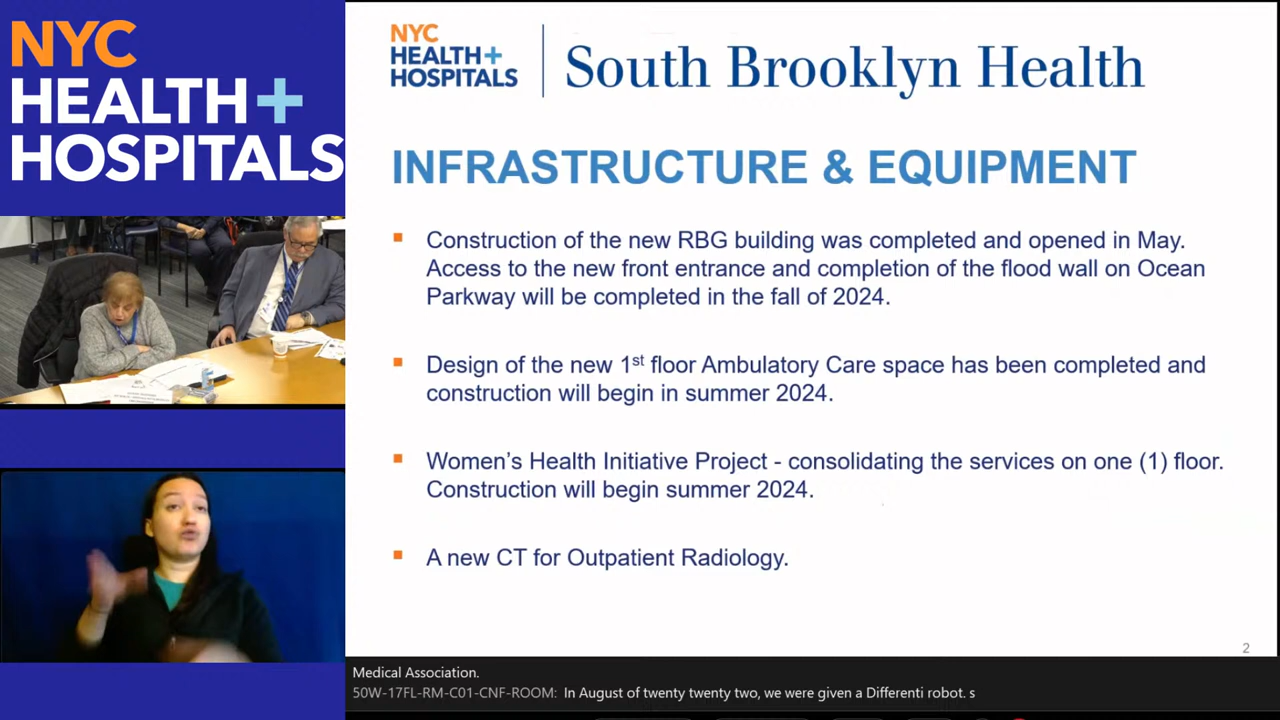 NYC
HEALTH+
HOSPITALS
NYC
HEALTH+
HOSPITALS
South Brooklyn Health
INFRASTRUCTURE & EQUIPMENT
Construction of the new RBG building was completed and opened in May.
Access to the new front entrance and completion of the flood wall on Ocean
Parkway will be completed in the fall of 2024.
Design of the new 1st floor Ambulatory Care space has been completed and
construction will begin in summer 2024.
Women's Health Initiative Project - consolidating the services on one (1) floor.
Construction will begin summer 2024.
A new CT for Outpatient Radiology.
2
Medical Association.
50W-17FL-RM-C01-CNF-ROOM: In August of twenty twenty two, we were given a Differenti robot. s